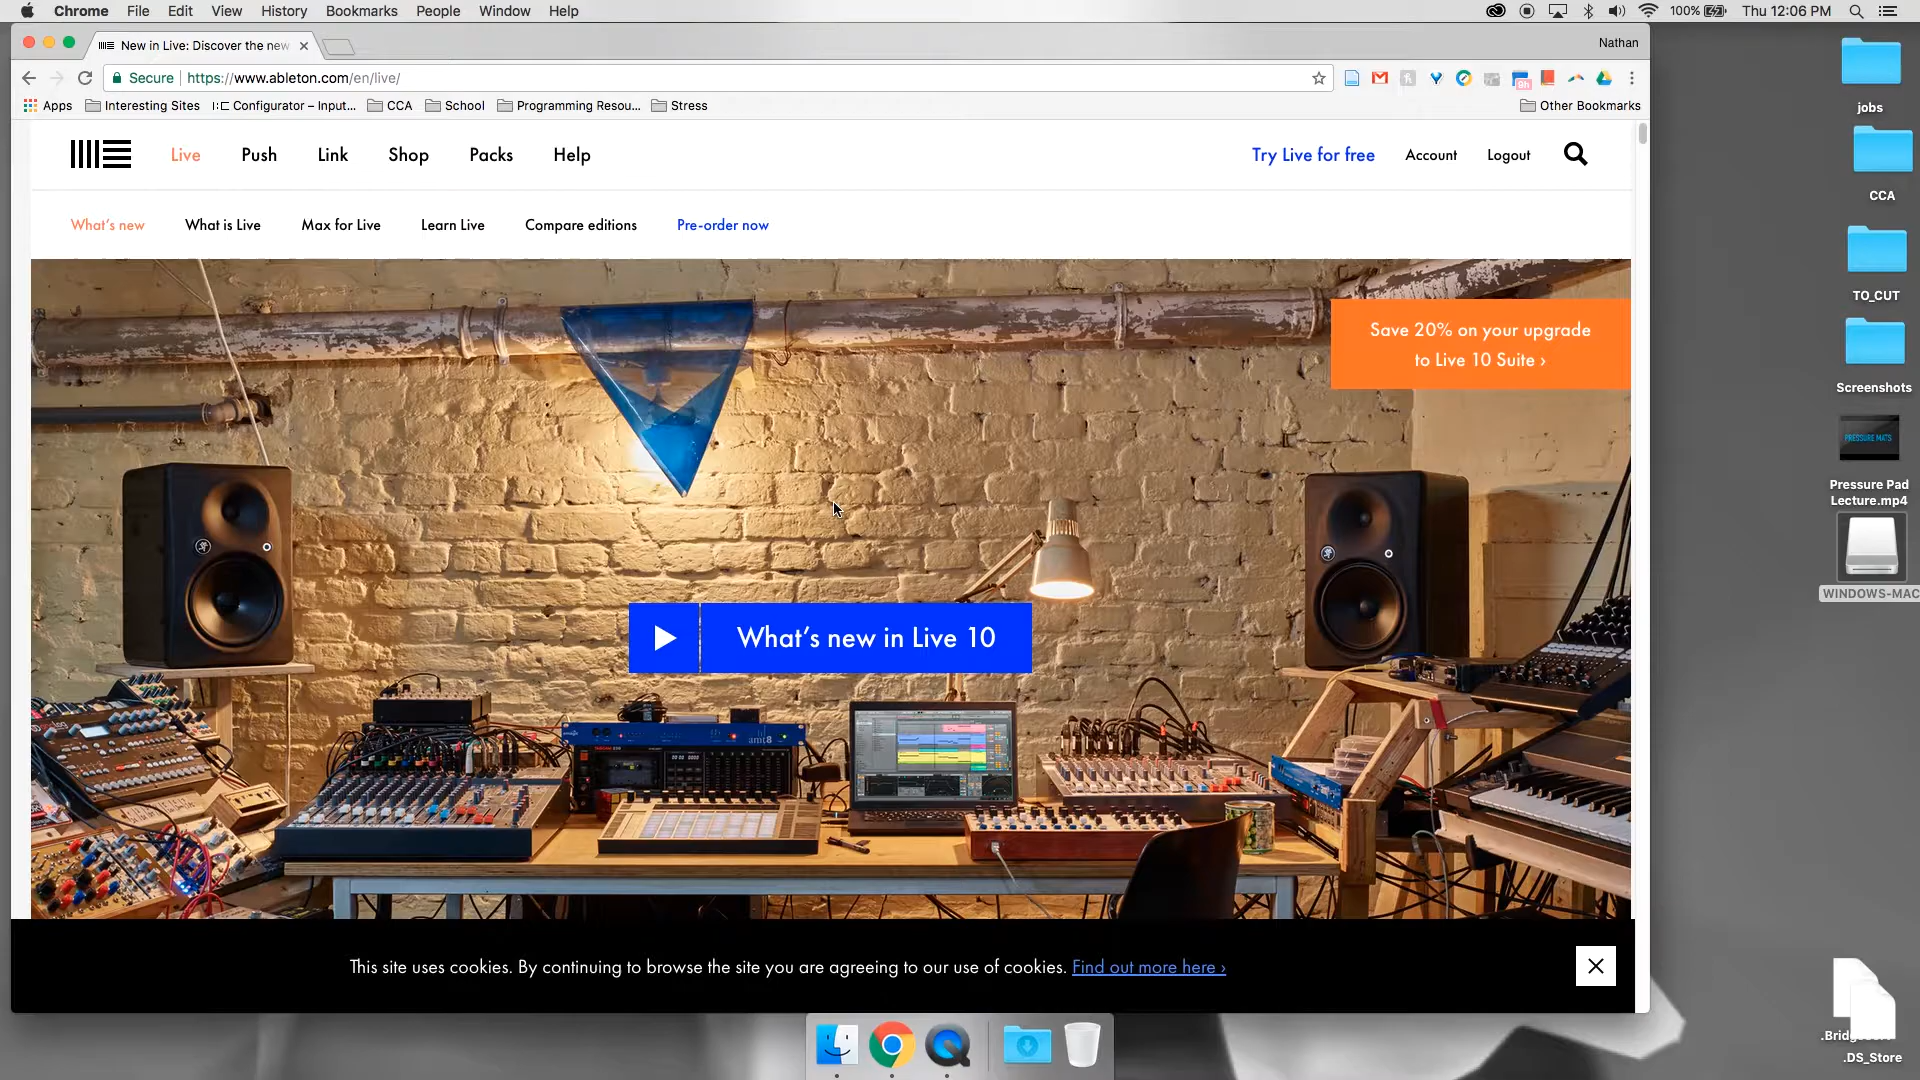 Chrome File Edit View History Bookmarks People Window Help
100% Thu 12:06 PM
New in Live: Discover the new
Nathan
Secure https://www.ableton.com/en/live/
Apps Interesting Sites Configurator – Input... CCA School Programming Resou... Stress Other Bookmarks
Live Push Link Shop Packs Help Try Live for free Account Logout
What's new What is Live Max for Live Learn Live Compare editions Pre-order now
Save 20% on your upgrade
to Live 10 Suite ›
What's new in Live 10
amt8
This site uses cookies. By continuing to browse the site you are agreeing to our use of cookies. Find out more here ›
jobs
CCA
TO_CUT
Screenshots
PRESSURE MATS
Pressure Pad
Lecture.mp4
WINDOWS-MAC
.DS_Store